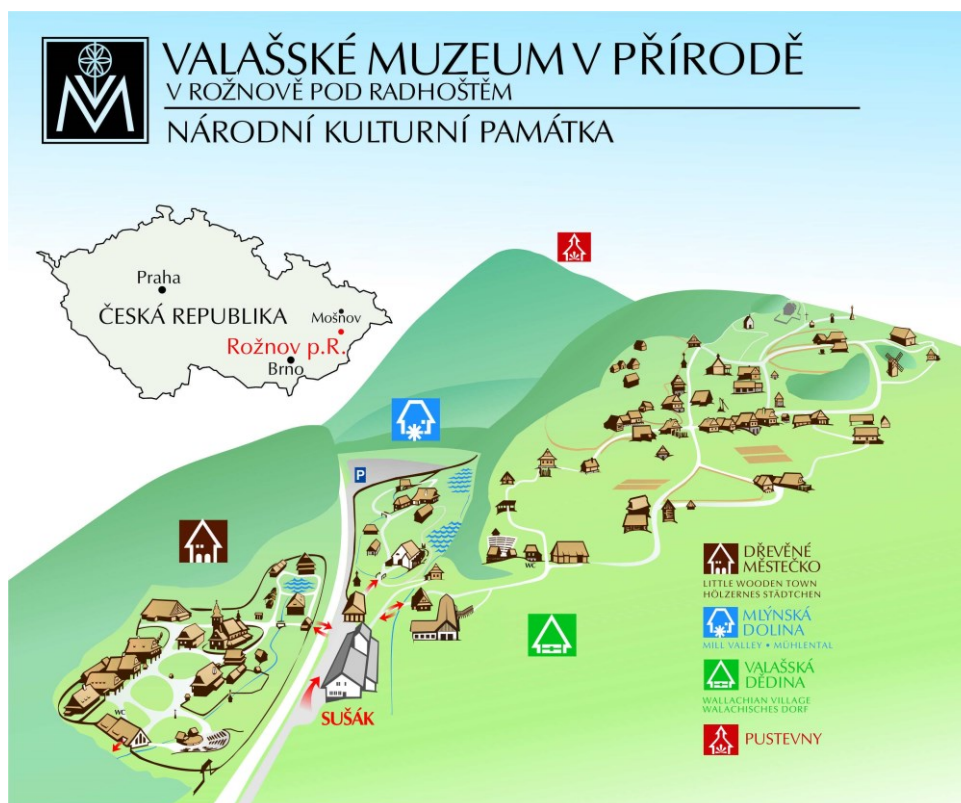 VALAŠSKÉ MUZEUM V PŘÍRODĚ
V ROŽNOVĚ POD RADHOŠTĚM
NÁRODNÍ KULTURNÍ PAMÁTKA
Praha
ČESKÁ REPUBLIKA
Mošnov
Rožnov p.R.
Brno
P
WC
WC
SUŠÁK
DŘEVĚNÉ
MĚSTEČKO
LITTLE WOODEN TOWN
HÖLZERNES STÄDTCHEN
MLÝNSKÁ
DOLINA
MILL VALLEY • MÜHLENTAL
VALAŠSKÁ
DĚDINA
WALLACHIAN VILLAGE
WALACHISCHES DORF
PUSTEVNY